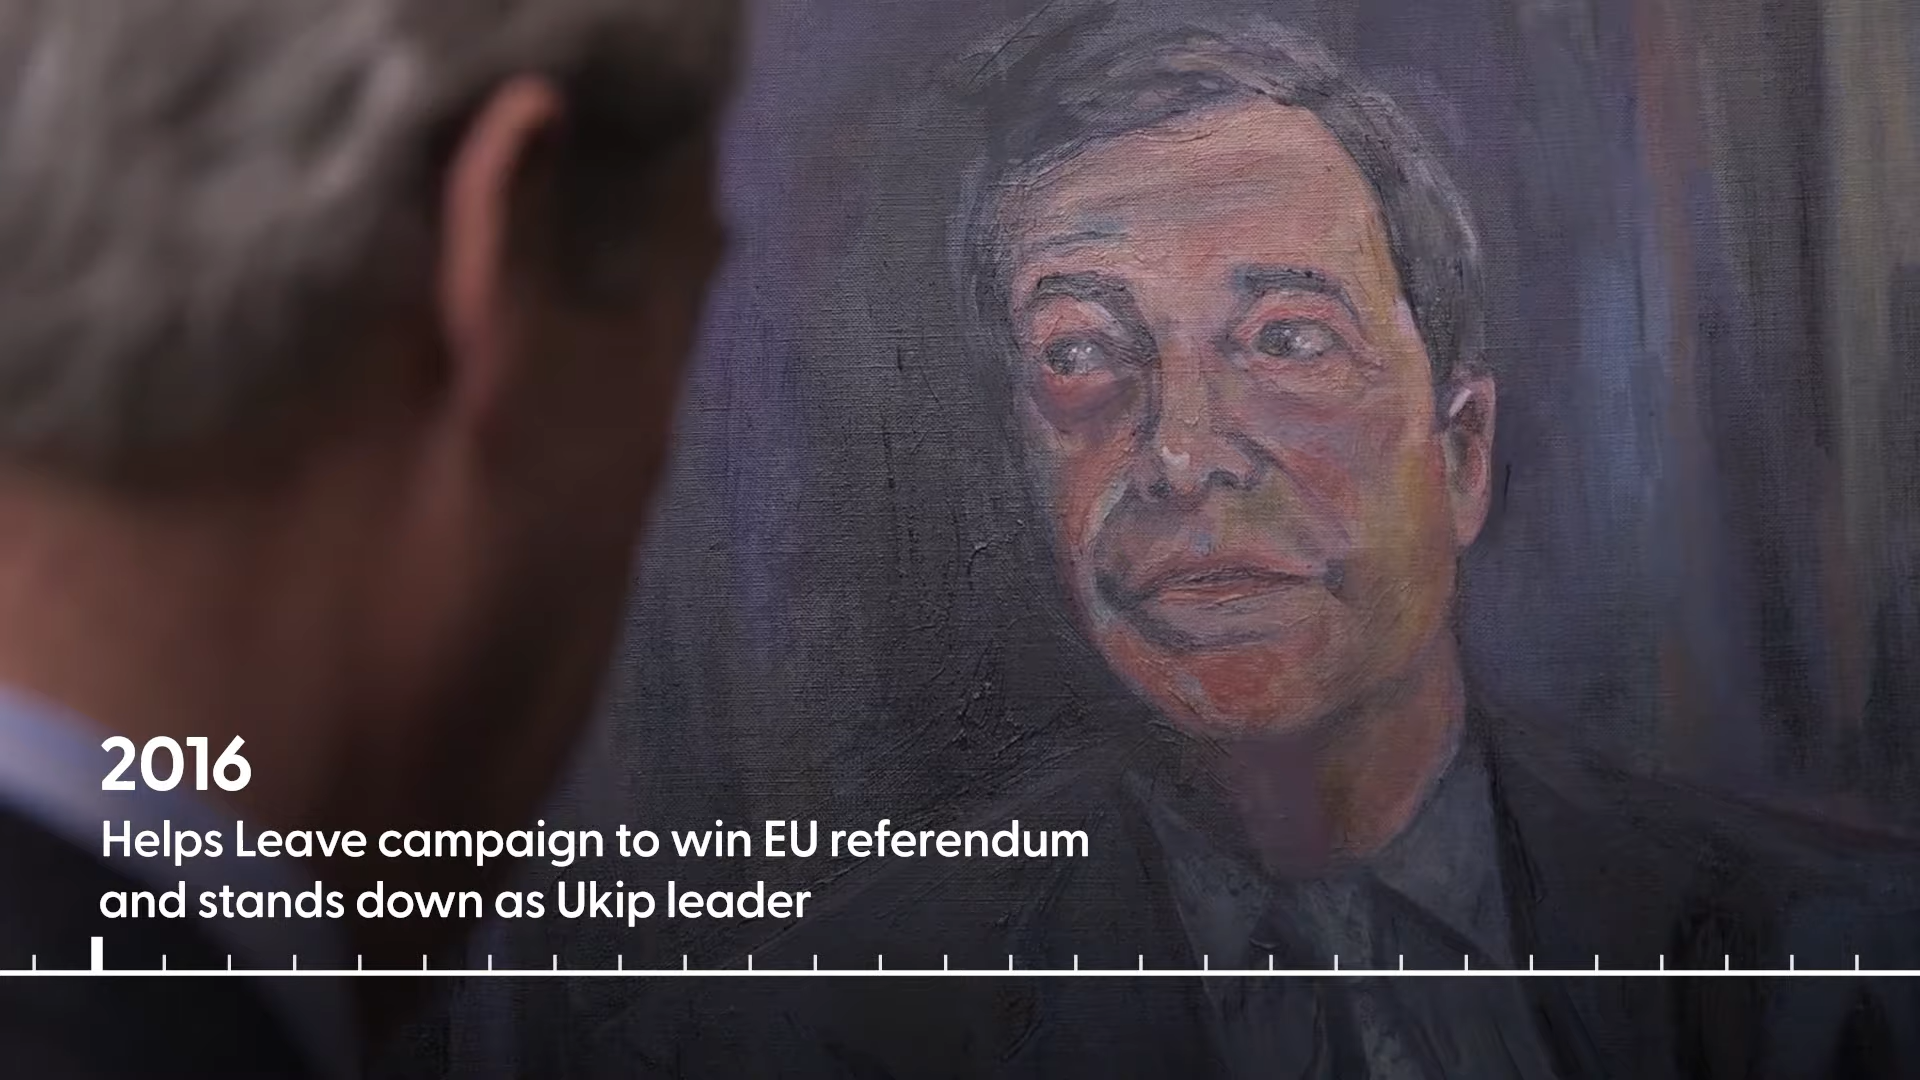 2016
Helps Leave campaign to win EU referendum
and stands down as Ukip leader